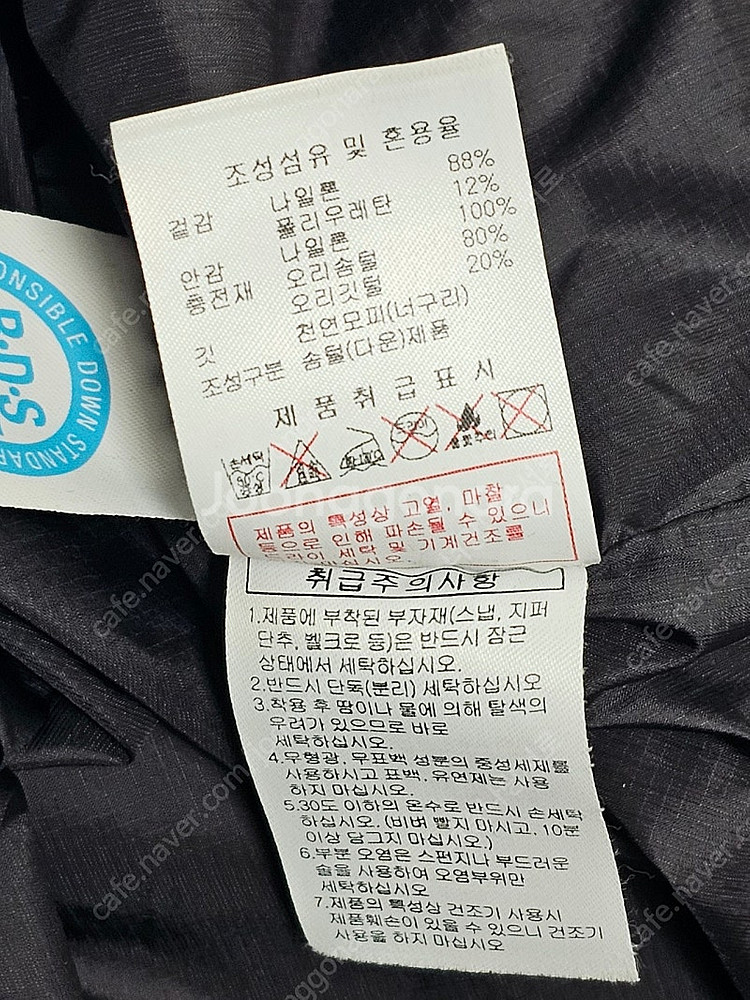 조성섬유 및 혼용율
겉감 나일론 88%
폴리우레탄 12%
안감 나일론 100%
충전재 오리솜털 80%
오리깃털 20%
깃 천연모피(너구리)
조성구분 솜털(다운)제품
제품취급표시
제품의 특성상 고열, 마찰
등으로 인해 파손될 수 있으니
세탁 및 기계건조를
취급주의사항
1.제품에 부착된 부자재(스냅, 지퍼
단추, 벨크로 등)은 반드시 잠근
상태에서 세탁하십시오.
2.반드시 단독(분리) 세탁하십시오
3.착용 후 땀이나 물에 의해 탈색의
우려가 있으므로 바로
세탁하십시오.
4.무형광, 무표백 성분의 중성세제를
사용하시고 표백, 유연제는 사용
하지 마십시오.
5.30도 이하의 온수로 반드시 손세탁
하십시오. (비벼 빨지 마시고, 10분
이상 담그지 마십시오.)
6.부분 오염은 스펀지나 부드러운
솔을 사용하여 오염부위만
세탁하십시오
7.제품의 특성상 건조기 사용시
제품훼손이 있을 수 있으니 건조기
사용을 하지 마십시오
RESPONSIBLE DOWN STANDARD
R.D.S
Joonggonara
cafe.naver.com/joonggonara